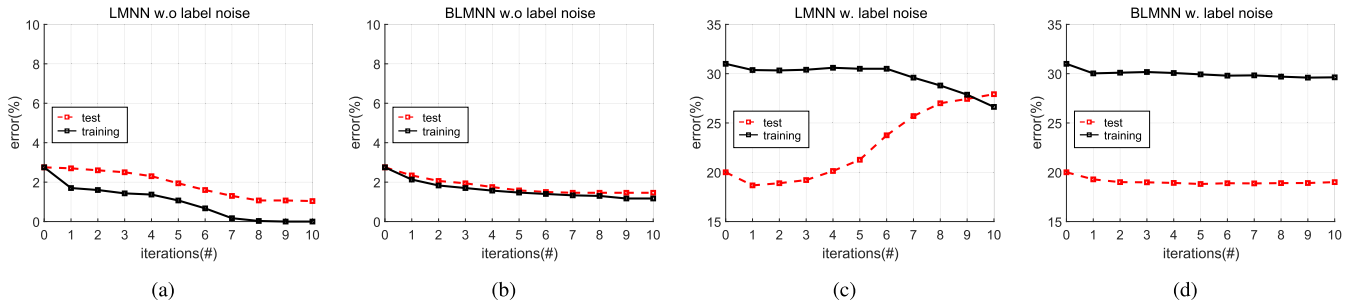 LMNN w.o label noise
10
8
6
4
2
0
error(%)
test
training
0 1 2 3 4 5 6 7 8 9 10
iterations(#)
(a)
BLMNN w.o label noise
10
8
6
4
2
0
error(%)
test
training
0 1 2 3 4 5 6 7 8 9 10
iterations(#)
(b)
LMNN w. label noise
35
30
25
20
15
error(%)
test
training
0 1 2 3 4 5 6 7 8 9 10
iterations(#)
(c)
BLMNN w. label noise
35
30
25
20
15
error(%)
test
training
0 1 2 3 4 5 6 7 8 9 10
iterations(#)
(d)